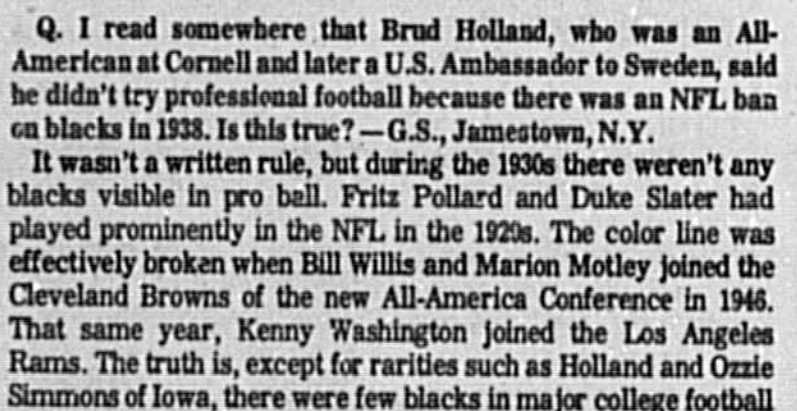 Q. I read somewhere that Brud Holland, who was an All-
American at Cornell and later a U.S. Ambassador to Sweden, said
he didn't try professional football because there was an NFL ban
on blacks in 1938. Is this true? — G.S., Jamestown, N.Y.
It wasn't a written rule, but during the 1930s there weren't any
blacks visible in pro ball. Fritz Pollard and Duke Slater had
played prominently in the NFL in the 1920s. The color line was
effectively broken when Bill Willis and Marion Motley joined the
Cleveland Browns of the new All-America Conference in 1946.
That same year, Kenny Washington joined the Los Angeles
Rams. The truth is, except for rarities such as Holland and Ozzie
Simmons of Iowa, there were few blacks in major college football